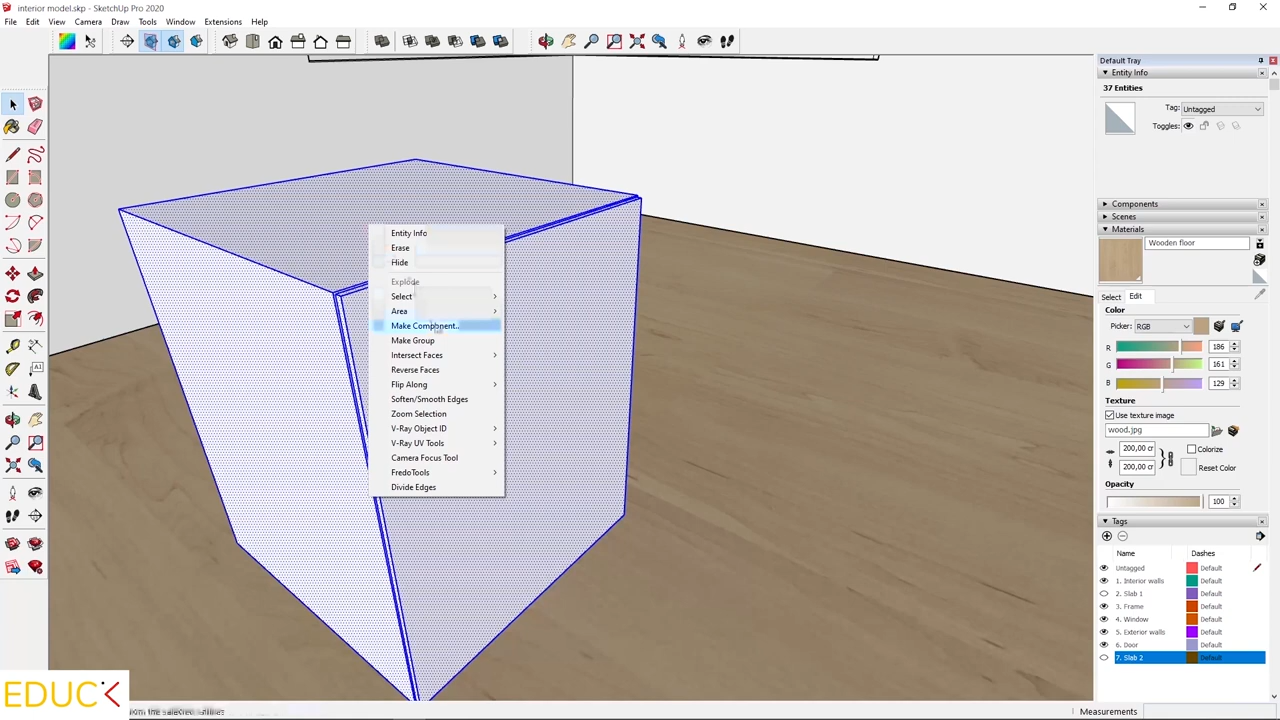 interior model.skp - SketchUp Pro 2020
File Edit View Camera Draw Tools Window Extensions Help
Default Tray
Entity Info
37 Entities
Tag: Untagged
Toggles:
Components
Scenes
Materials
Wooden floor
Select Edit
Color
Picker: RGB
R 186
G 161
B 129
Texture
Use texture image
wood.jpg
200,00 cr Colorize
200,00 cr Reset Color
Opacity
100
Tags
Name Dashes
Untagged Default
1. Interior walls Default
2. Slab 1 Default
3. Frame Default
4. Window Default
5. Exterior walls Default
6. Door Default
7. Slab 2 Default
Entity Info
Erase
Hide
Explode
Select
Area
Make Component...
Make Group
Intersect Faces
Reverse Faces
Flip Along
Soften/Smooth Edges
Zoom Selection
V-Ray Object ID
V-Ray UV Tools
Camera Focus Tool
FredoTools
Divide Edges
EDUCK
Measurements